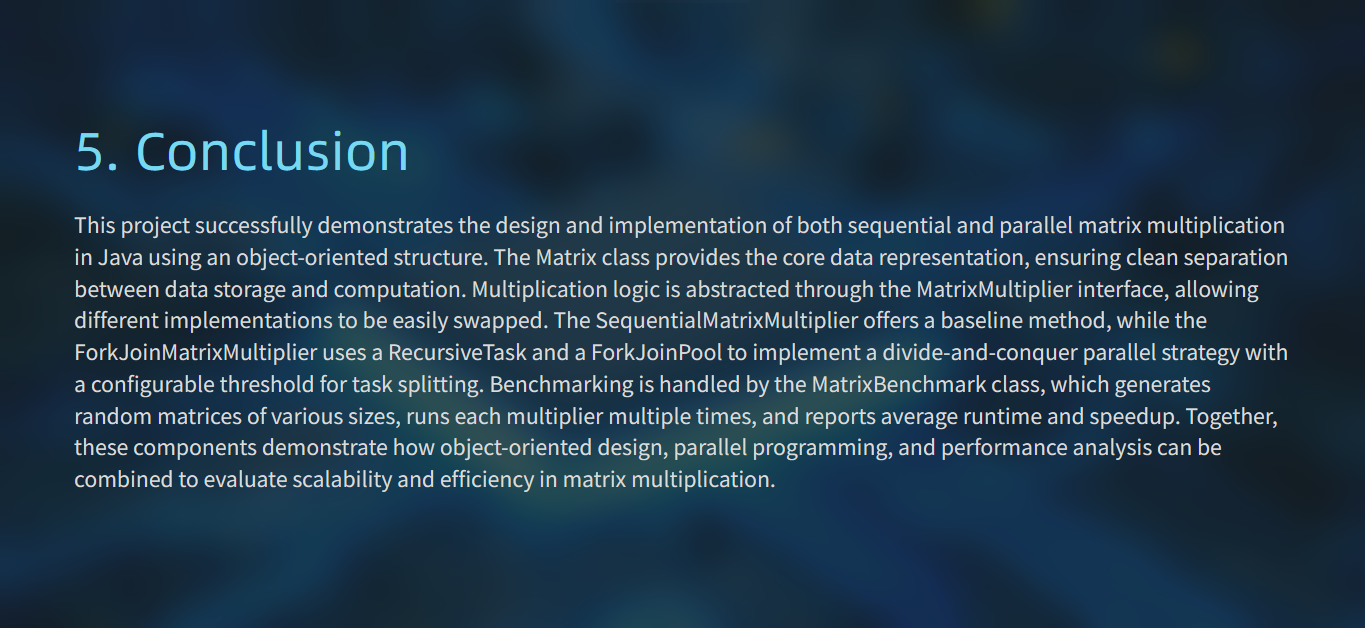 5. Conclusion
This project successfully demonstrates the design and implementation of both sequential and parallel matrix multiplication
in Java using an object-oriented structure. The Matrix class provides the core data representation, ensuring clean separation
between data storage and computation. Multiplication logic is abstracted through the MatrixMultiplier interface, allowing
different implementations to be easily swapped. The SequentialMatrixMultiplier offers a baseline method, while the
ForkJoinMatrixMultiplier uses a RecursiveTask and a ForkJoinPool to implement a divide-and-conquer parallel strategy with
a configurable threshold for task splitting. Benchmarking is handled by the MatrixBenchmark class, which generates
random matrices of various sizes, runs each multiplier multiple times, and reports average runtime and speedup. Together,
these components demonstrate how object-oriented design, parallel programming, and performance analysis can be
combined to evaluate scalability and efficiency in matrix multiplication.